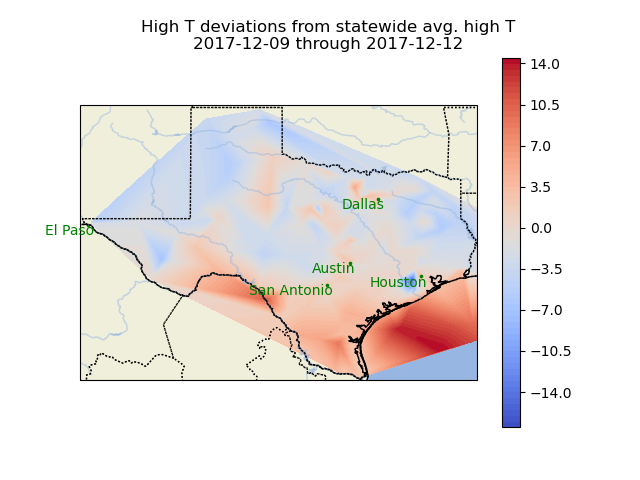 High T deviations from statewide avg. high T
2017-12-09 through 2017-12-12
14.0
10.5
7.0
3.5
0.0
−3.5
−7.0
−10.5
−14.0
Dallas
El Paso
Austin
Houston
San Antonio